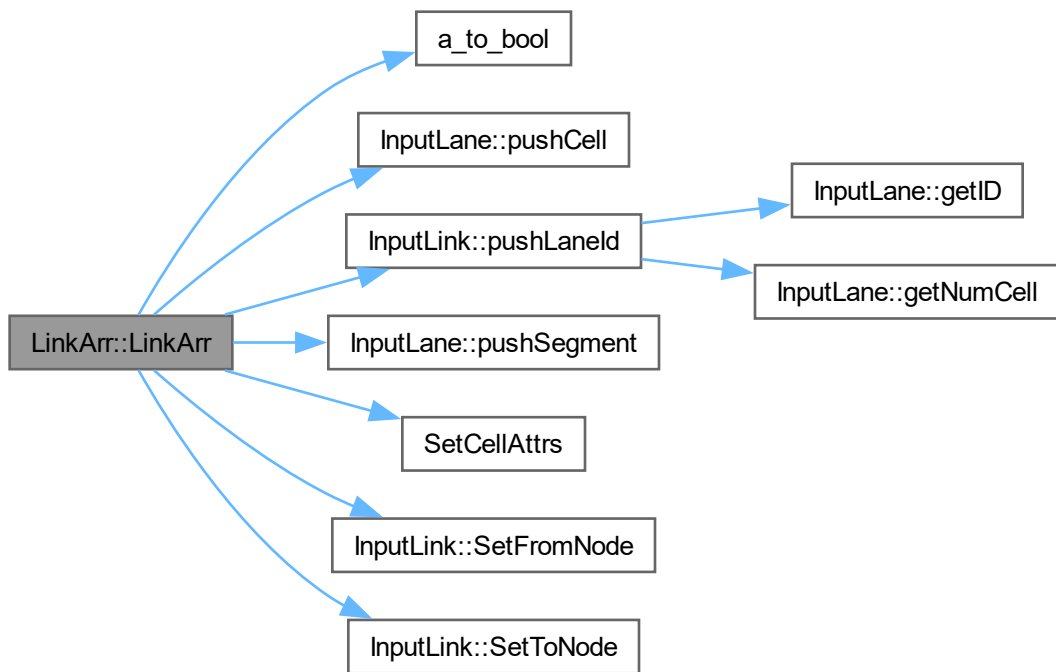 a_to_bool
InputLane::pushCell
InputLane::getID
InputLink::pushLaneId
InputLane::getNumCell
LinkArr::LinkArr
InputLane::pushSegment
SetCellAttrs
InputLink::SetFromNode
InputLink::SetToNode